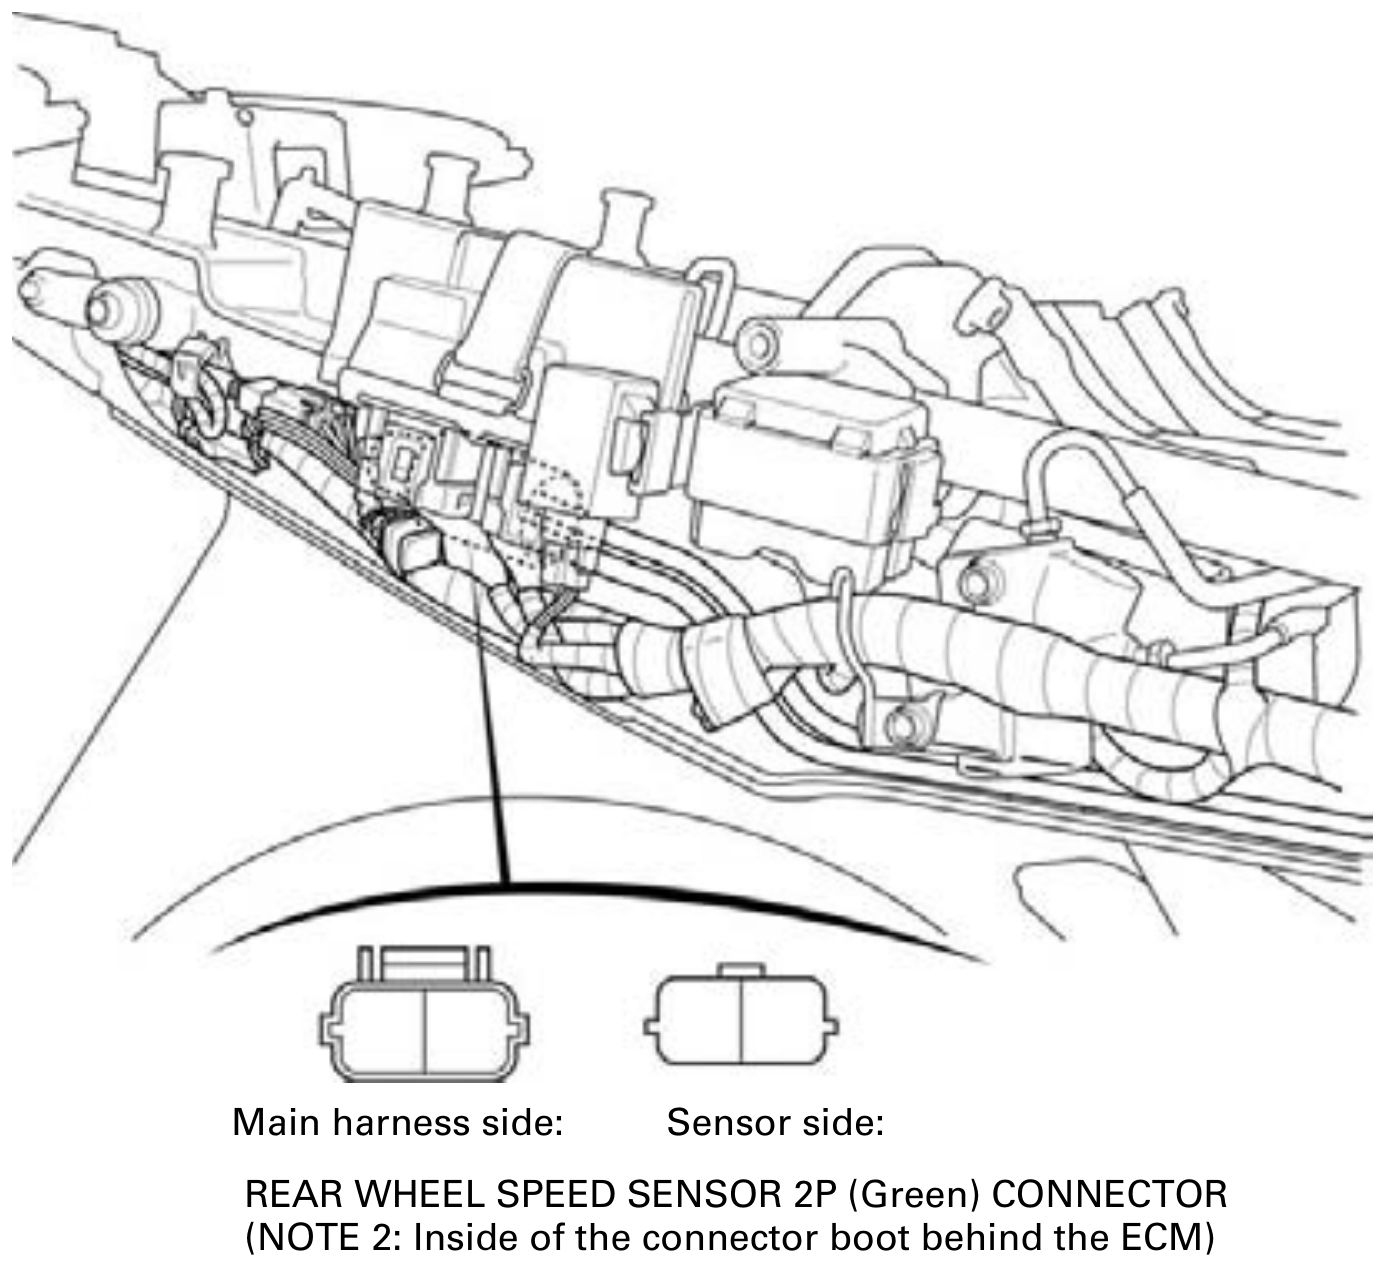 Main harness side: Sensor side:
REAR WHEEL SPEED SENSOR 2P (Green) CONNECTOR
(NOTE 2: Inside of the connector boot behind the ECM)